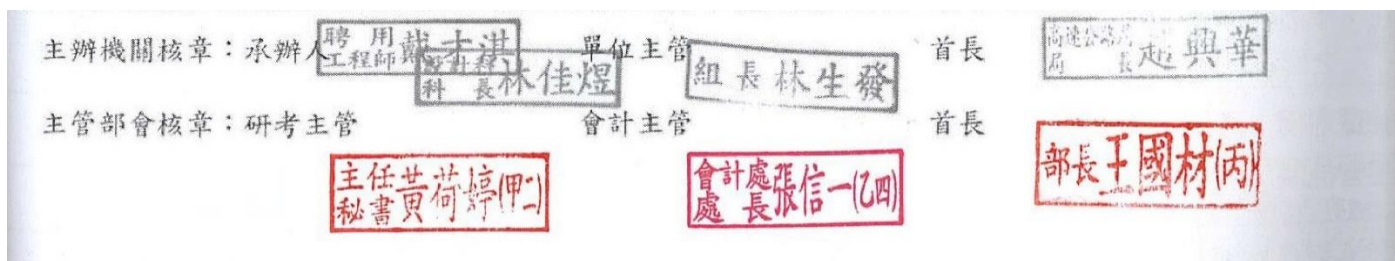 主辦機關核章：承辦人 聘用工程師戴才淇 科長林佳煜 單位主管 組長林生發 首長 高速公路局局長趙興華
主管部會核章：研考主管 會計主管 首長
主任秘書黃荷婷(甲二) 會計處處長張信一(乙四) 部長王國材(丙)